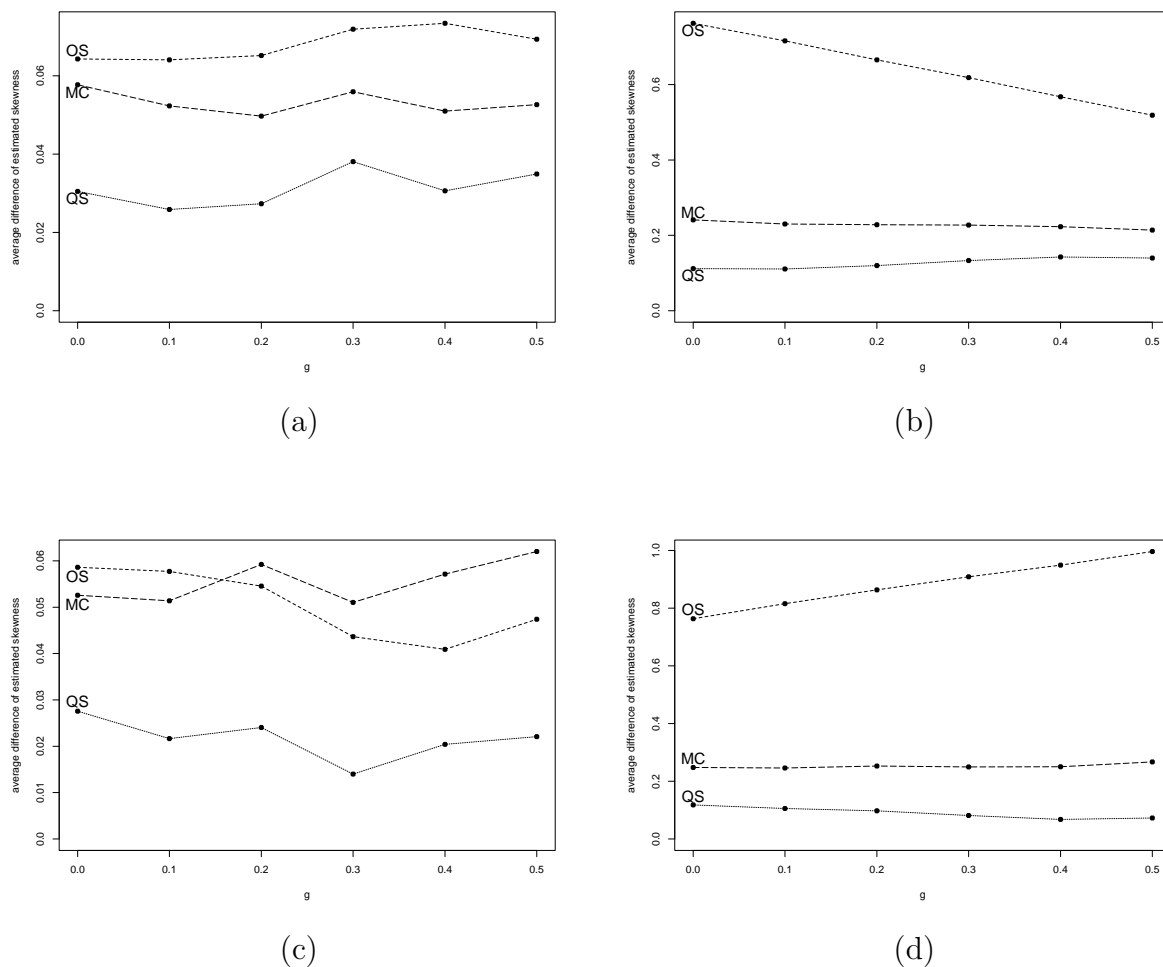 average difference of estimated skewness
0.06
0.04
0.02
0.0
OS
MC
QS
0.0 0.1 0.2 0.3 0.4 0.5
g
(a)
average difference of estimated skewness
0.6
0.4
0.2
0.0
OS
MC
QS
0.0 0.1 0.2 0.3 0.4 0.5
g
(b)
average difference of estimated skewness
0.06
0.05
0.04
0.03
0.02
0.01
0.0
OS
MC
QS
0.0 0.1 0.2 0.3 0.4 0.5
g
(c)
average difference of estimated skewness
1.0
0.8
0.6
0.4
0.2
0.0
OS
MC
QS
0.0 0.1 0.2 0.3 0.4 0.5
g
(d)